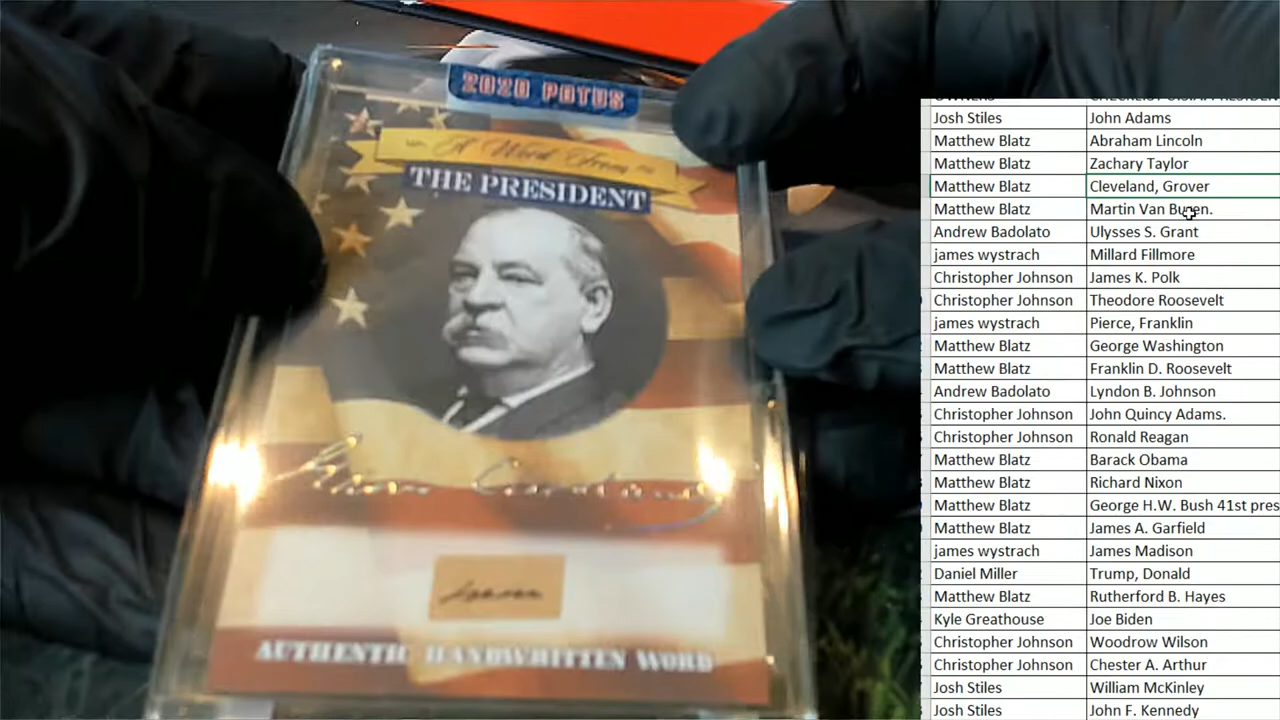 2020 POTUS
A Word From
THE PRESIDENT
AUTHENTIC HANDWRITTEN WORD
OWNERS CHECKLIST U.S.A. PRESIDEN
Josh Stiles John Adams
Matthew Blatz Abraham Lincoln
Matthew Blatz Zachary Taylor
Matthew Blatz Cleveland, Grover
Matthew Blatz Martin Van Buren.
Andrew Badolato Ulysses S. Grant
james wystrach Millard Fillmore
Christopher Johnson James K. Polk
Christopher Johnson Theodore Roosevelt
james wystrach Pierce, Franklin
Matthew Blatz George Washington
Matthew Blatz Franklin D. Roosevelt
Andrew Badolato Lyndon B. Johnson
Christopher Johnson John Quincy Adams.
Christopher Johnson Ronald Reagan
Matthew Blatz Barack Obama
Matthew Blatz Richard Nixon
Matthew Blatz George H.W. Bush 41st pres
Matthew Blatz James A. Garfield
james wystrach James Madison
Daniel Miller Trump, Donald
Matthew Blatz Rutherford B. Hayes
Kyle Greathouse Joe Biden
Christopher Johnson Woodrow Wilson
Christopher Johnson Chester A. Arthur
Josh Stiles William McKinley
Josh Stiles John F. Kennedy